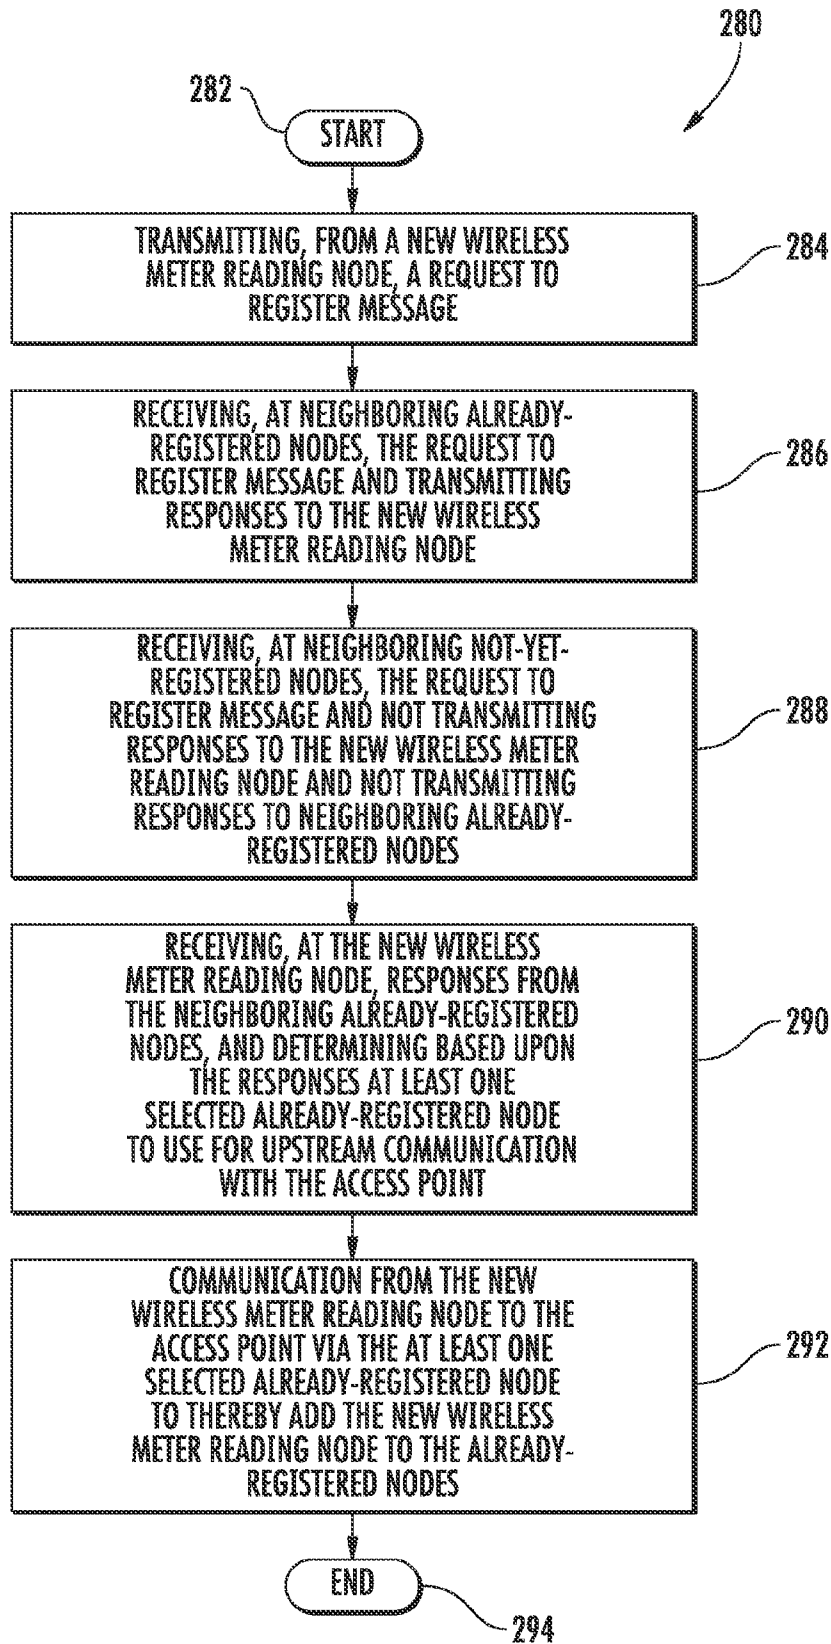 280
282
START
TRANSMITTING, FROM A NEW WIRELESS
METER READING NODE, A REQUEST TO
REGISTER MESSAGE
284
RECEIVING, AT NEIGHBORING ALREADY-
REGISTERED NODES, THE REQUEST TO
REGISTER MESSAGE AND TRANSMITTING
RESPONSES TO THE NEW WIRELESS
METER READING NODE
286
RECEIVING, AT NEIGHBORING NOT-YET-
REGISTERED NODES, THE REQUEST TO
REGISTER MESSAGE AND NOT TRANSMITTING
RESPONSES TO THE NEW WIRELESS METER
READING NODE AND NOT TRANSMITTING
RESPONSES TO NEIGHBORING ALREADY-
REGISTERED NODES
288
RECEIVING, AT THE NEW WIRELESS
METER READING NODE, RESPONSES FROM
THE NEIGHBORING ALREADY-REGISTERED
NODES, AND DETERMINING BASED UPON
THE RESPONSES AT LEAST ONE
SELECTED ALREADY-REGISTERED NODE
TO USE FOR UPSTREAM COMMUNICATION
WITH THE ACCESS POINT
290
COMMUNICATION FROM THE NEW
WIRELESS METER READING NODE TO THE
ACCESS POINT VIA THE AT LEAST ONE
SELECTED ALREADY-REGISTERED NODE
TO THEREBY ADD THE NEW WIRELESS
METER READING NODE TO THE ALREADY-
REGISTERED NODES
292
END
294